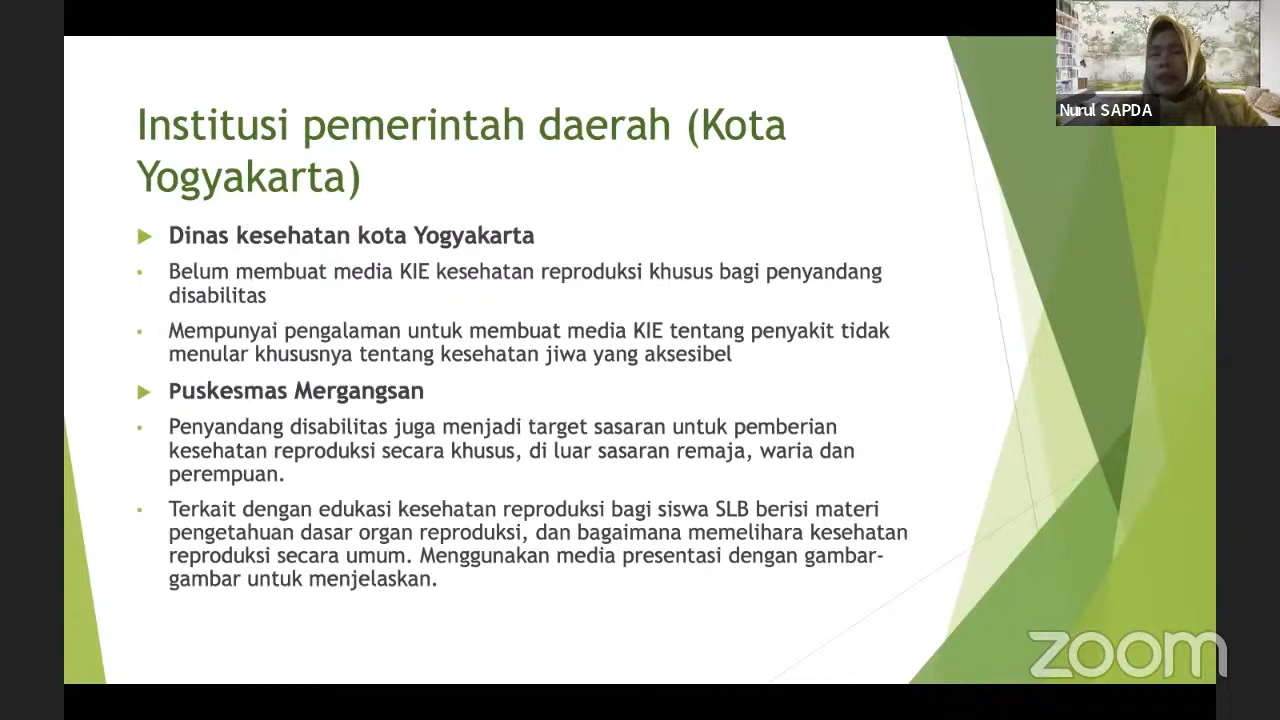 Nurul SAPDA
Institusi pemerintah daerah (Kota
Yogyakarta)
Dinas kesehatan kota Yogyakarta
Belum membuat media KIE kesehatan reproduksi khusus bagi penyandang
disabilitas
Mempunyai pengalaman untuk membuat media KIE tentang penyakit tidak
menular khususnya tentang kesehatan jiwa yang aksesibel
Puskesmas Mergangsan
Penyandang disabilitas juga menjadi target sasaran untuk pemberian
kesehatan reproduksi secara khusus, di luar sasaran remaja, waria dan
perempuan.
Terkait dengan edukasi kesehatan reproduksi bagi siswa SLB berisi materi
pengetahuan dasar organ reproduksi, dan bagaimana memelihara kesehatan
reproduksi secara umum. Menggunakan media presentasi dengan gambar-
gambar untuk menjelaskan.
zoom